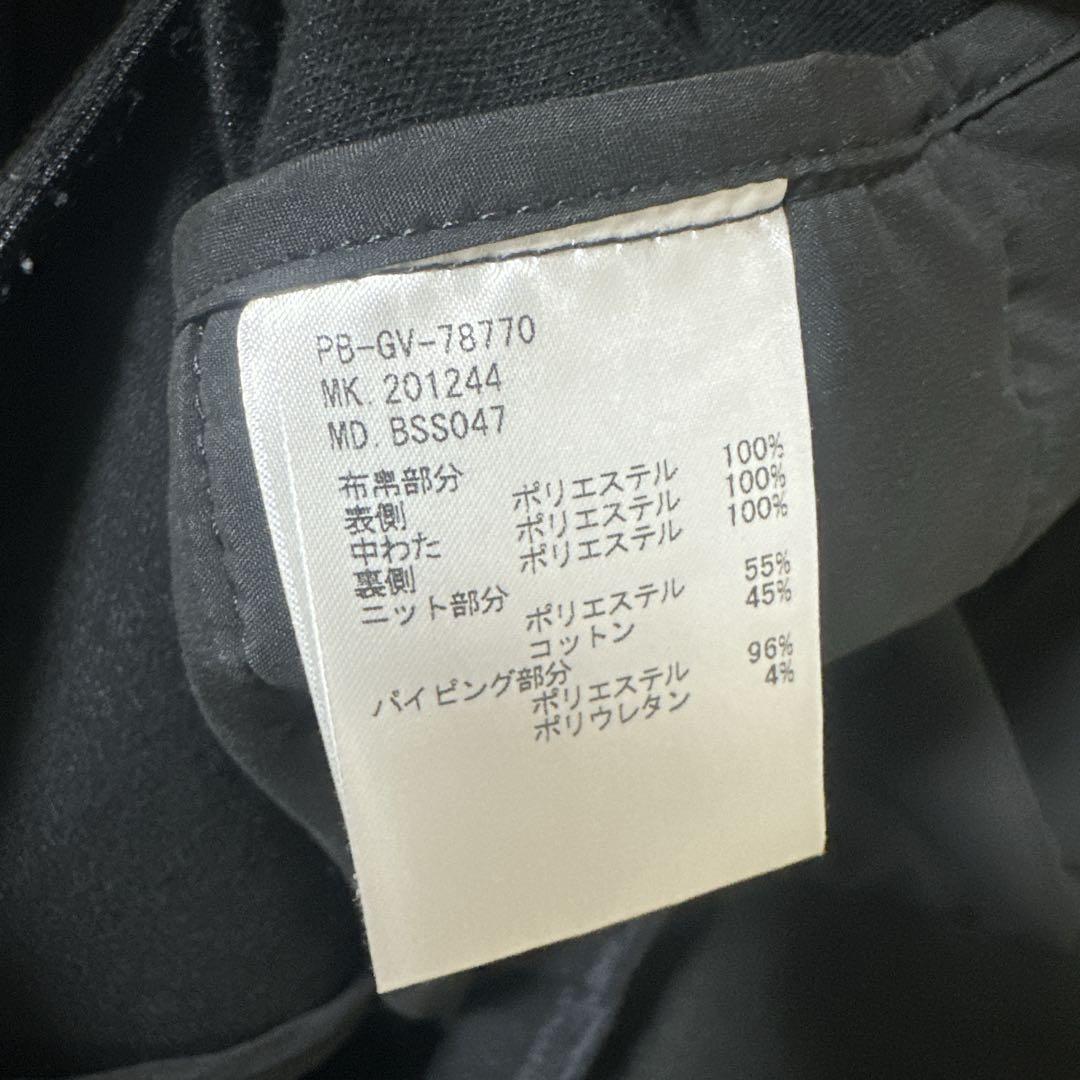 PB-GV-78770
MK. 201244
MD. BSS047
布帛部分
表側 ポリエステル 100%
中わた ポリエステル 100%
裏側 ポリエステル 100%
ニット部分
ポリエステル 55%
コットン 45%
パイピング部分
ポリエステル 96%
ポリウレタン 4%